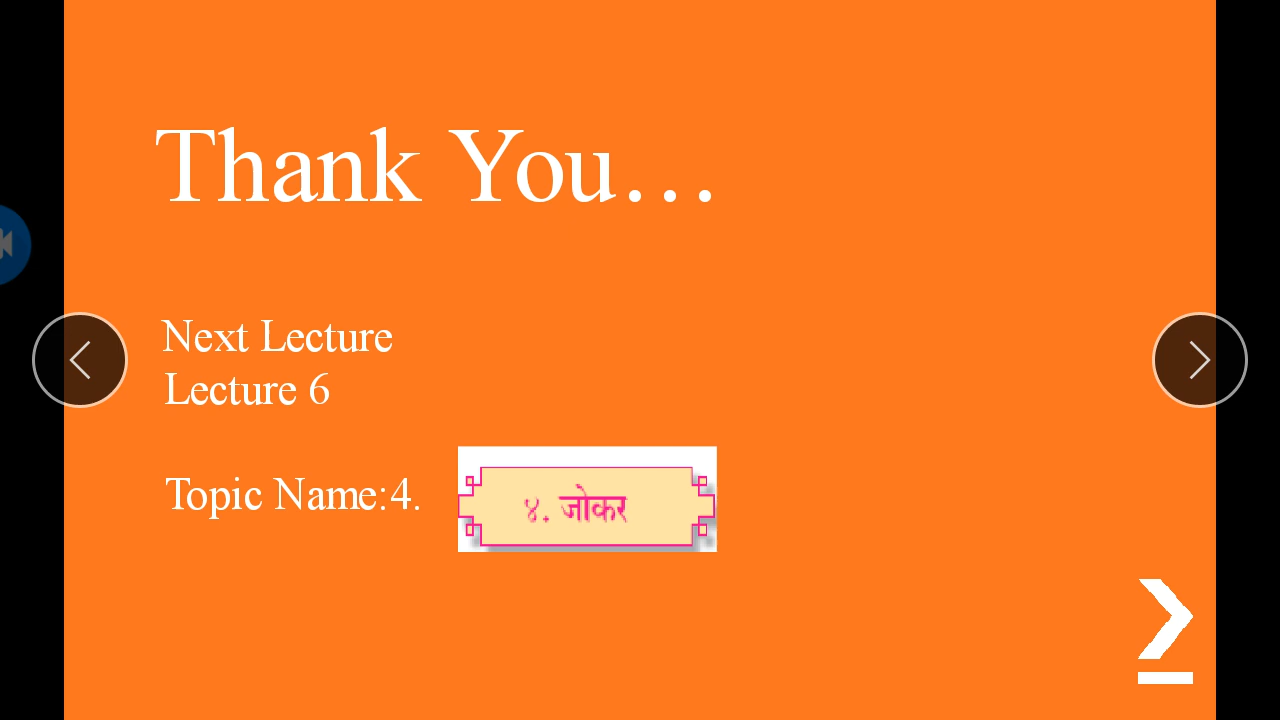 Thank You...
Next Lecture
Lecture 6
Topic Name:4.
४. जोकर